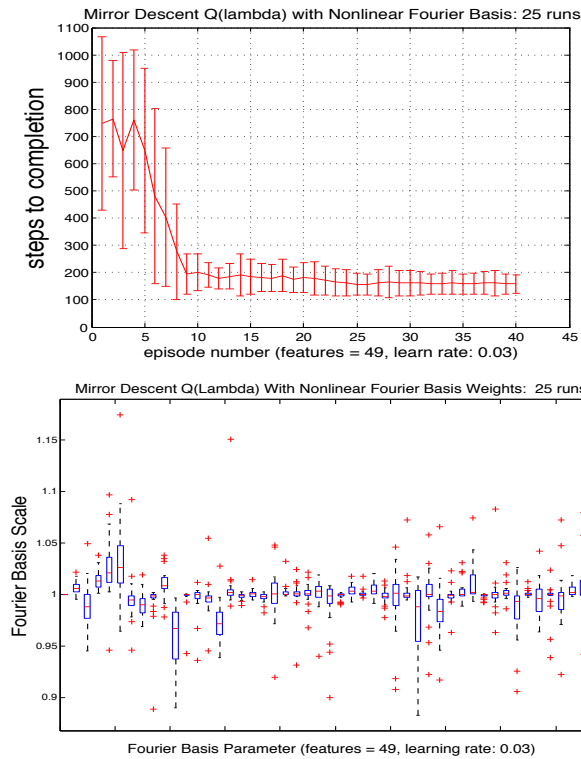 Mirror Descent Q(lambda) with Nonlinear Fourier Basis: 25 runs
1100
1000
900
800
700
600
500
400
300
200
100
0
steps to completion
0 5 10 15 20 25 30 35 40 45
episode number (features = 49, learn rate: 0.03)
Mirror Descent Q(Lambda) With Nonlinear Fourier Basis Weights: 25 runs
1.15
1.1
1.05
1
0.95
0.9
Fourier Basis Scale
Fourier Basis Parameter (features = 49, learning rate: 0.03)